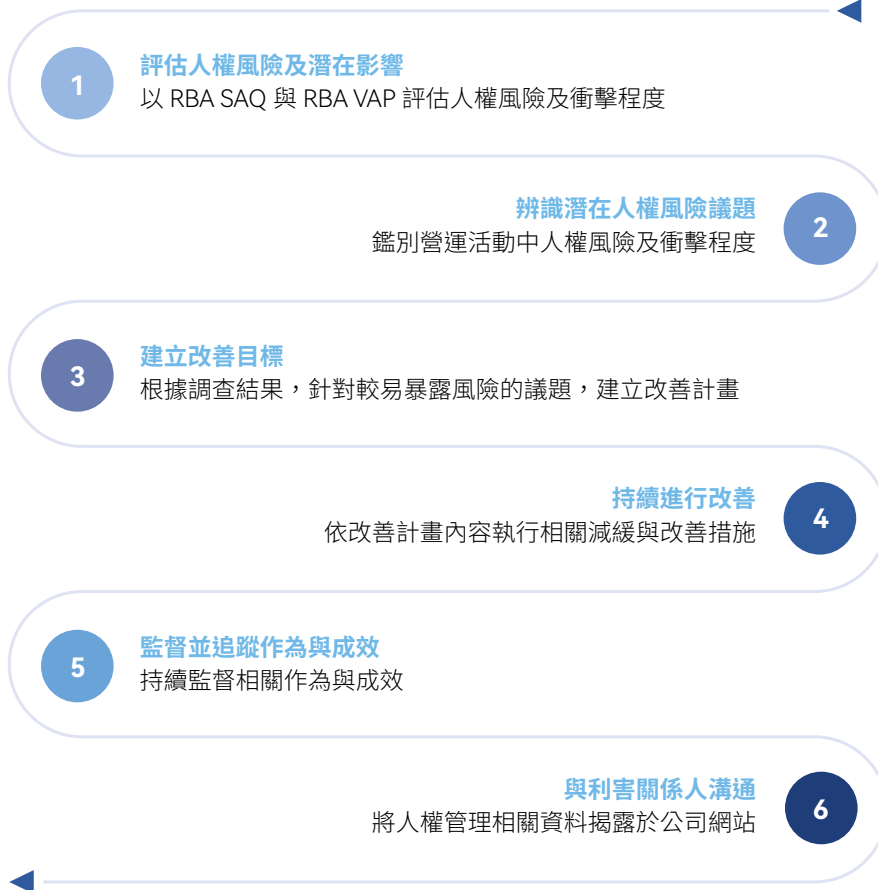 1
評估人權風險及潛在影響
以 RBA SAQ 與 RBA VAP 評估人權風險及衝擊程度
2
辨識潛在人權風險議題
鑑別營運活動中人權風險及衝擊程度
3
建立改善目標
根據調查結果，針對較易暴露風險的議題，建立改善計畫
4
持續進行改善
依改善計畫內容執行相關減緩與改善措施
5
監督並追蹤作為與成效
持續監督相關作為與成效
6
與利害關係人溝通
將人權管理相關資料揭露於公司網站